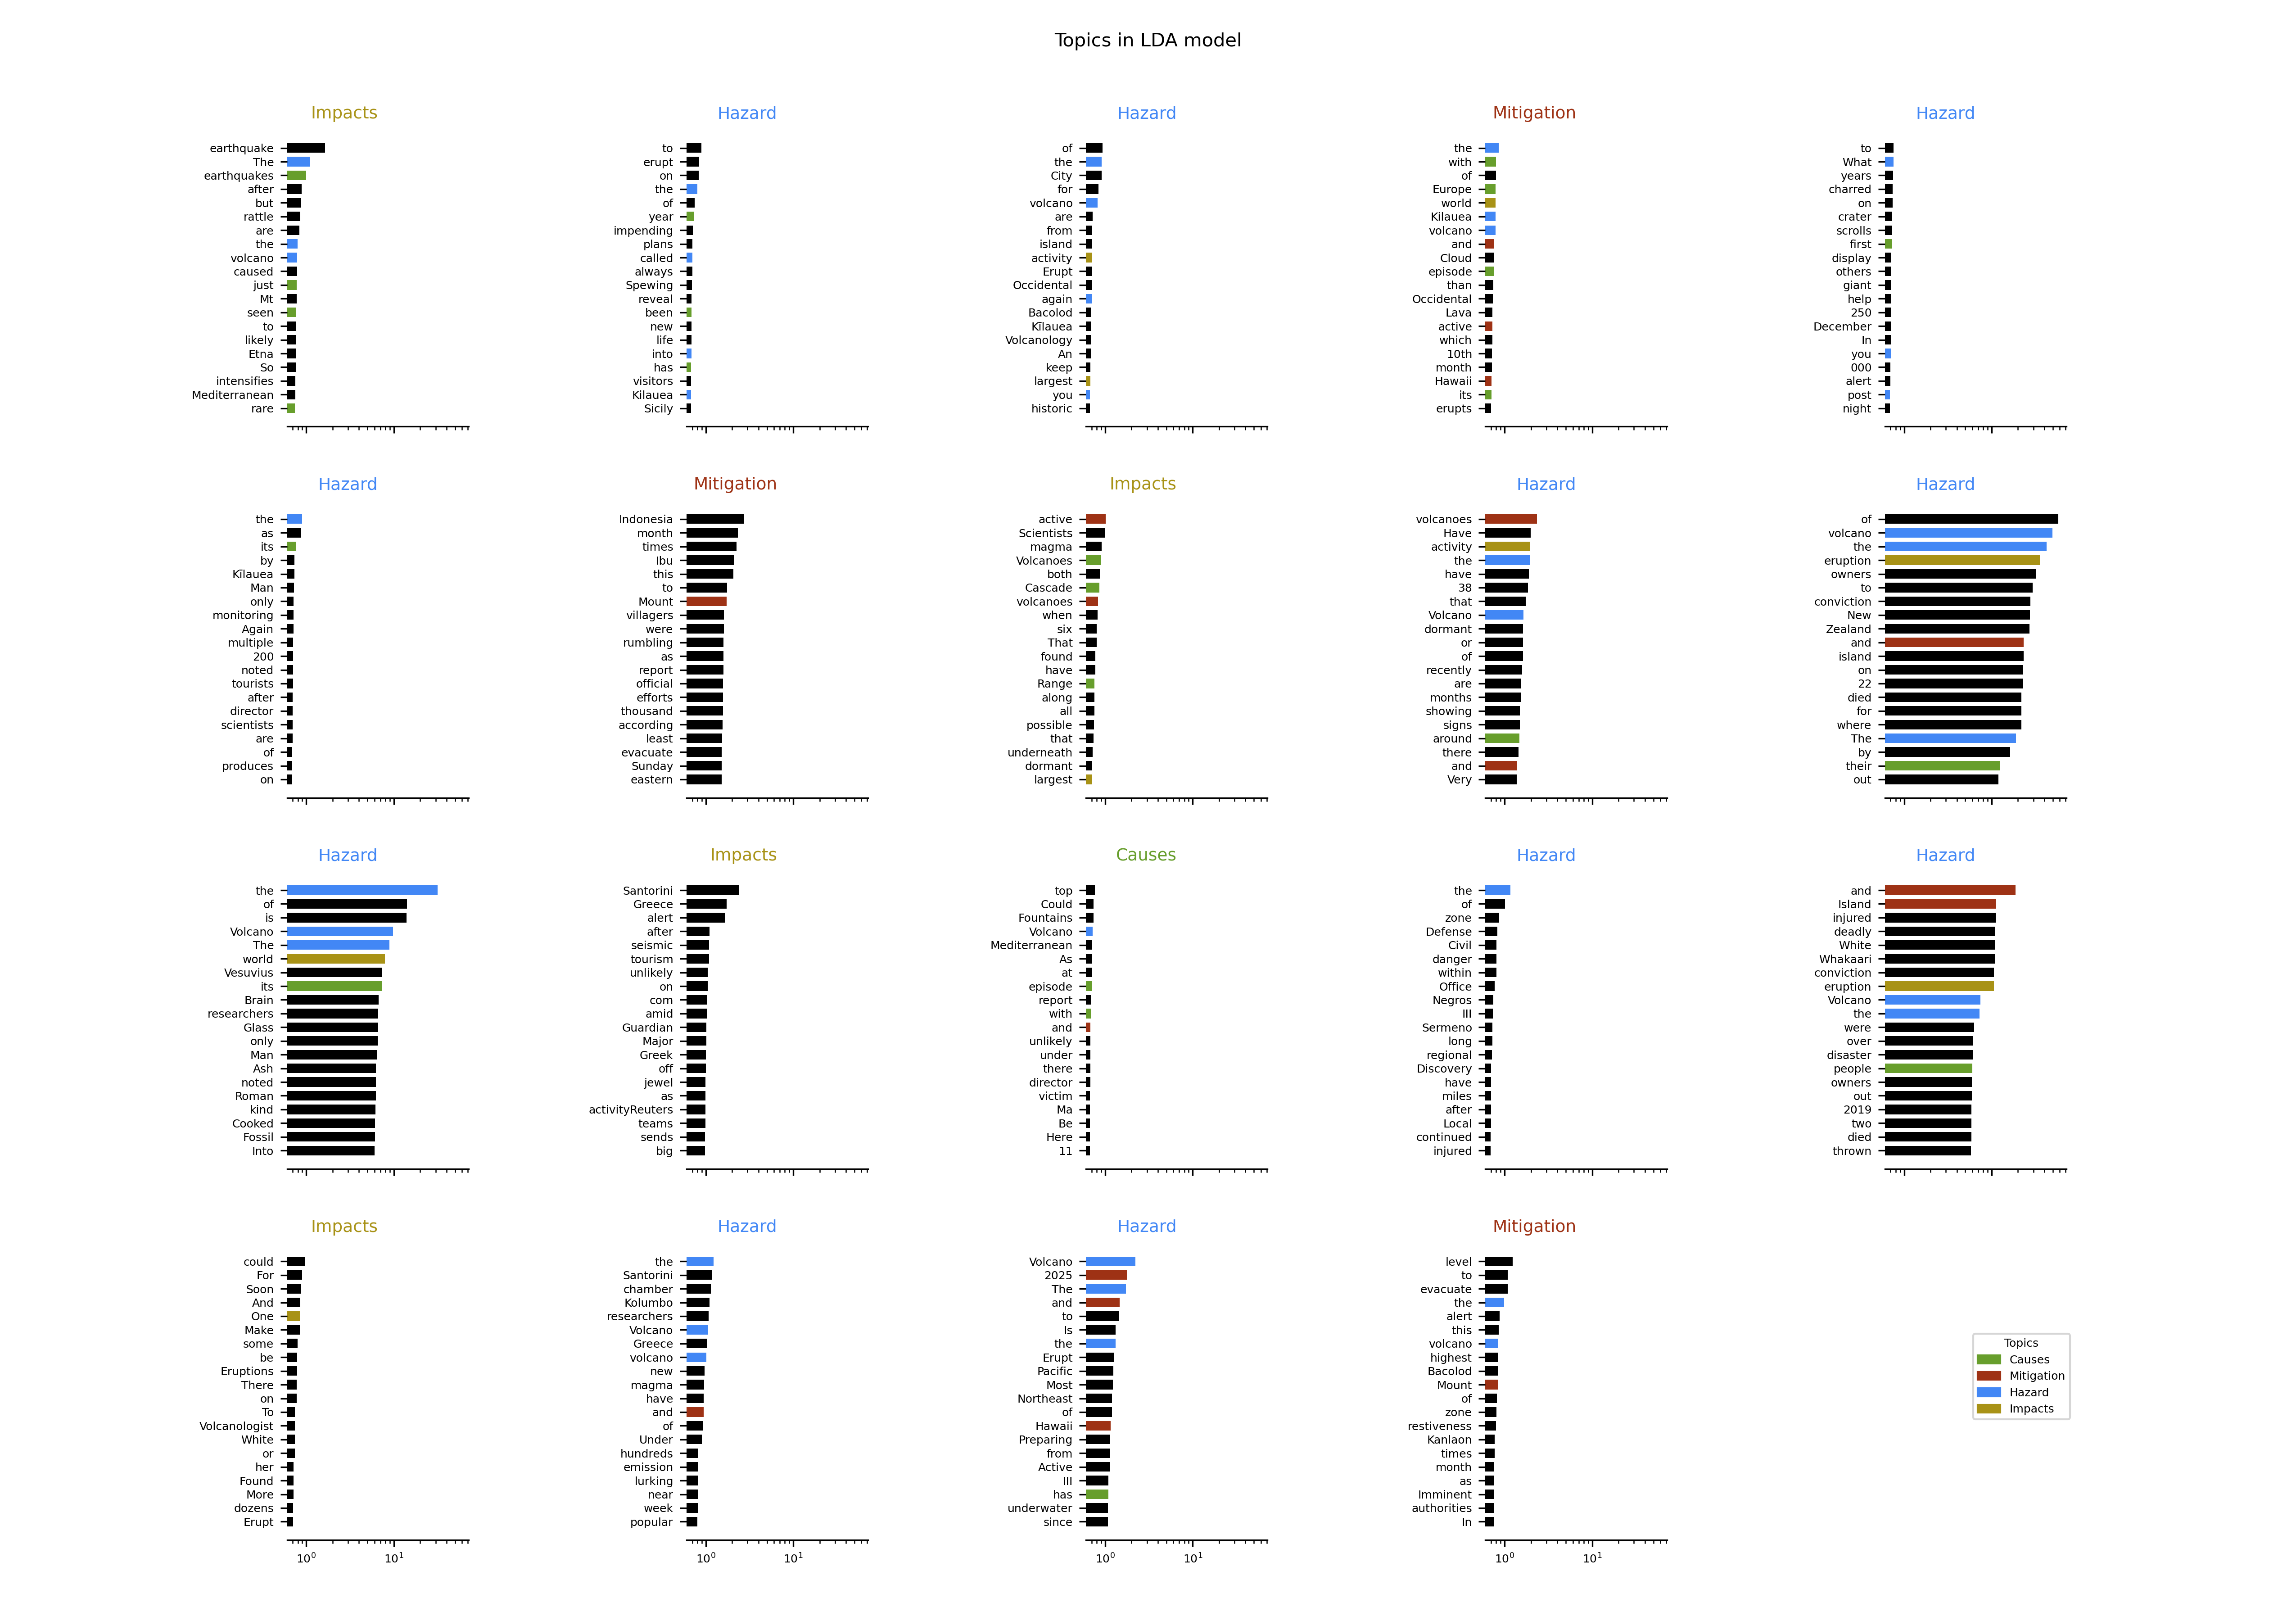 Topics in LDA model
Impacts
earthquake
The
earthquakes
after
but
rattle
are
the
volcano
caused
just
Mt
seen
to
likely
Etna
So
intensifies
Mediterranean
rare
Hazard
to
erupt
on
the
of
year
impending
plans
called
always
Spewing
reveal
been
new
life
into
has
visitors
Kilauea
Sicily
Hazard
of
the
City
for
volcano
are
from
island
activity
Erupt
Occidental
again
Bacolod
Kīlauea
Volcanology
An
keep
largest
you
historic
Mitigation
the
with
of
Europe
world
Kilauea
volcano
and
Cloud
episode
than
Occidental
Lava
active
which
10th
month
Hawaii
its
erupts
Hazard
to
What
years
charred
on
crater
scrolls
first
display
others
giant
help
250
December
In
you
000
alert
post
night
Hazard
the
as
its
by
Kīlauea
Man
only
monitoring
Again
multiple
200
noted
tourists
after
director
scientists
are
of
produces
on
Mitigation
Indonesia
month
times
Ibu
this
to
Mount
villagers
were
rumbling
as
report
official
efforts
thousand
according
least
evacuate
Sunday
eastern
Impacts
active
Scientists
magma
Volcanoes
both
Cascade
volcanoes
when
six
That
found
have
Range
along
all
possible
that
underneath
dormant
largest
Hazard
volcanoes
Have
activity
the
have
38
that
Volcano
dormant
or
of
recently
are
months
showing
signs
around
there
and
Very
Hazard
of
volcano
the
eruption
owners
to
conviction
New
Zealand
and
island
on
22
died
for
where
The
by
their
out
Hazard
the
of
is
Volcano
The
world
Vesuvius
its
Brain
researchers
Glass
only
Man
Ash
noted
Roman
kind
Cooked
Fossil
Into
Impacts
Santorini
Greece
alert
after
seismic
tourism
unlikely
on
com
amid
Guardian
Major
Greek
off
jewel
as
activityReuters
teams
sends
big
Causes
top
Could
Fountains
Volcano
Mediterranean
As
at
episode
report
with
and
unlikely
under
there
director
victim
Ma
Be
Here
11
Hazard
the
of
zone
Defense
Civil
danger
within
Office
Negros
III
Sermeno
long
regional
Discovery
have
miles
after
Local
continued
injured
Hazard
and
Island
injured
deadly
White
Whakaari
conviction
eruption
Volcano
the
were
over
disaster
people
owners
out
2019
two
died
thrown
Impacts
could
For
Soon
And
One
Make
some
be
Eruptions
There
on
To
Volcanologist
White
or
her
Found
More
dozens
Erupt
10⁰ 10¹
Hazard
the
Santorini
chamber
Kolumbo
researchers
Volcano
Greece
volcano
new
magma
have
and
of
Under
hundreds
emission
lurking
near
week
popular
10⁰ 10¹
Hazard
Volcano
2025
The
and
to
Is
the
Erupt
Pacific
Most
Northeast
of
Hawaii
Preparing
from
Active
III
has
underwater
since
10⁰ 10¹
Mitigation
level
to
evacuate
the
alert
this
volcano
highest
Bacolod
Mount
of
zone
restiveness
Kanlaon
times
month
as
Imminent
authorities
In
10⁰ 10¹
Topics
Causes
Mitigation
Hazard
Impacts